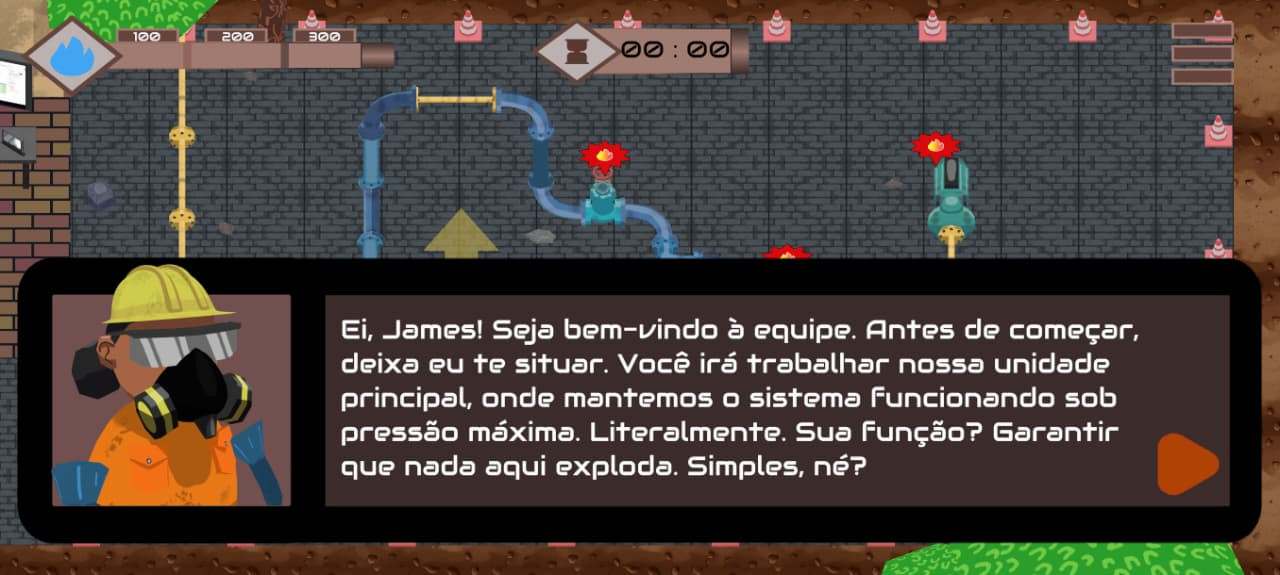 100 200 300
00:00
Ei, James! Seja bem-vindo à equipe. Antes de começar,
deixa eu te situar. Você irá trabalhar nossa unidade
principal, onde mantemos o sistema funcionando sob
pressão máxima. Literalmente. Sua função? Garantir
que nada aqui exploda. Simples, né?